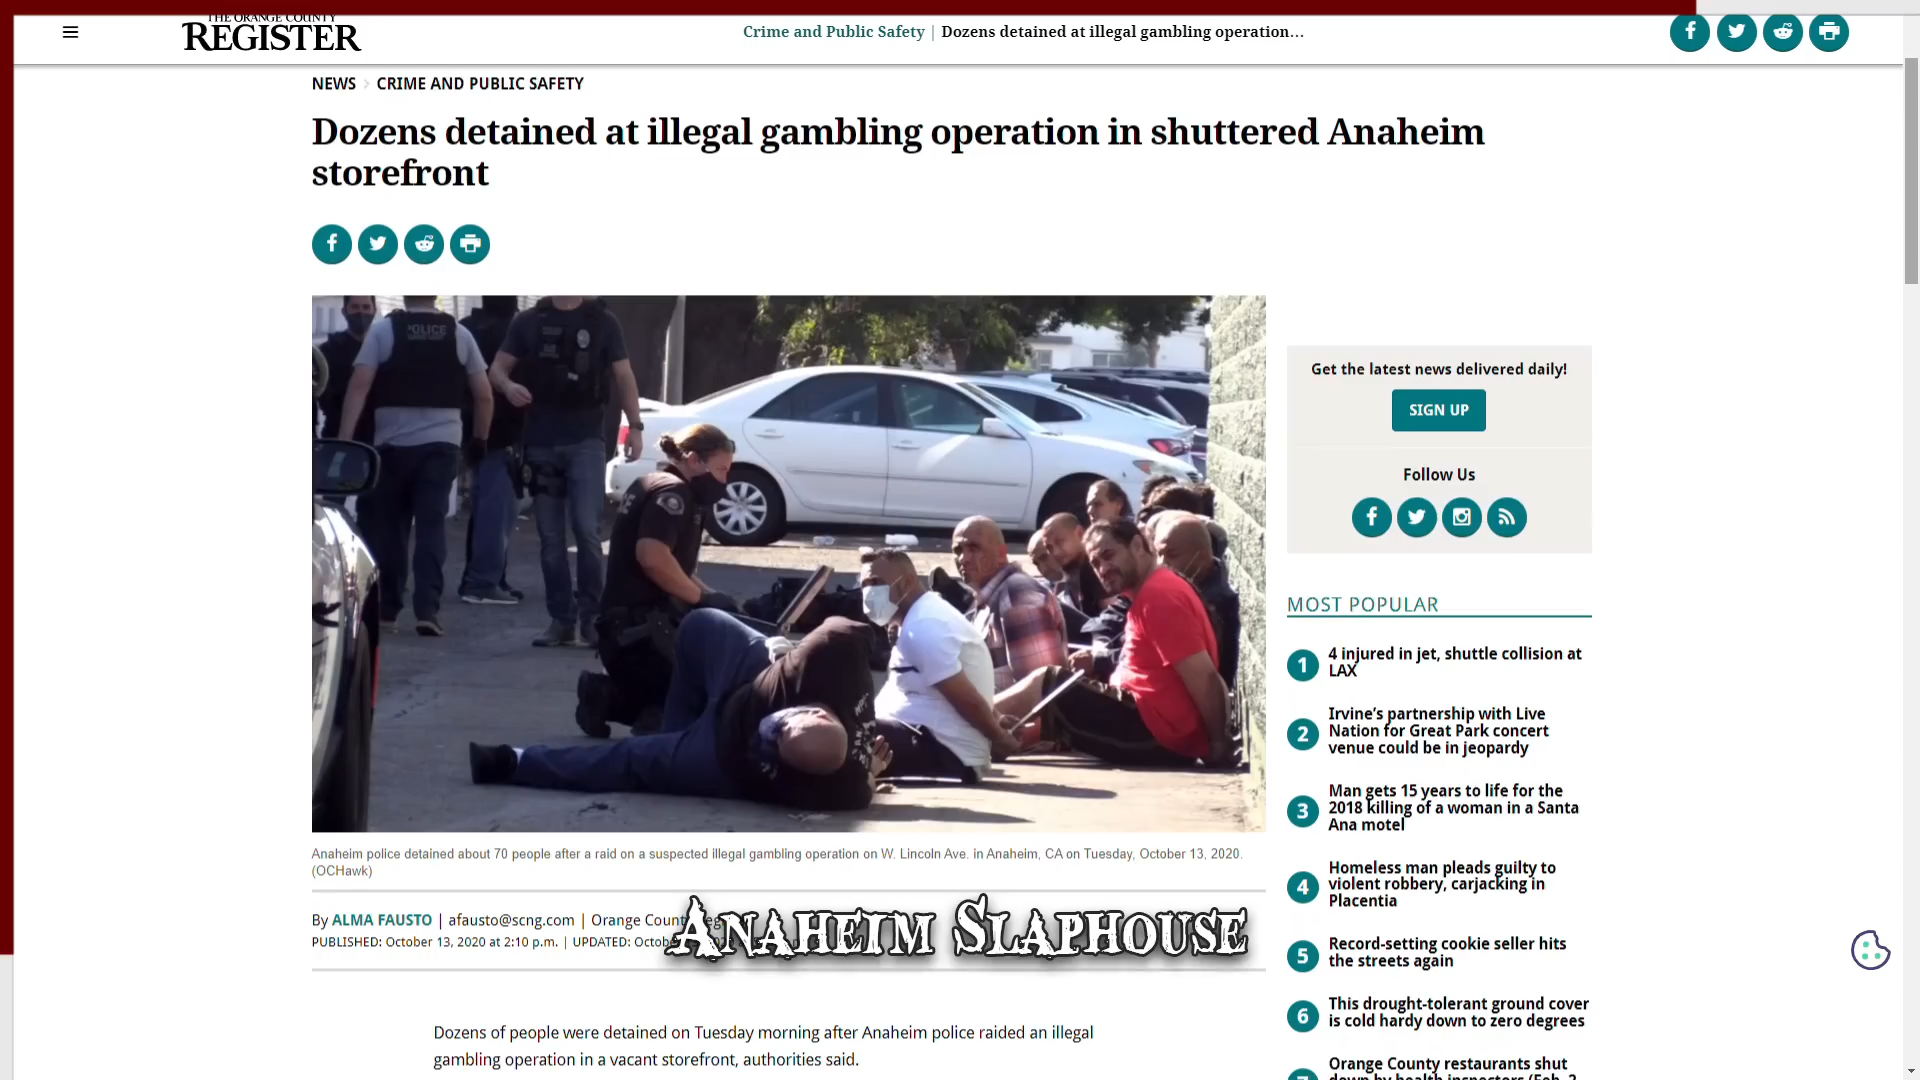 THE ORANGE COUNTY
REGISTER
Crime and Public Safety | Dozens detained at illegal gambling operation…
NEWS > CRIME AND PUBLIC SAFETY
Dozens detained at illegal gambling operation in shuttered Anaheim
storefront
POLICE
Anaheim police detained about 70 people after a raid on a suspected illegal gambling operation on W. Lincoln Ave. in Anaheim, CA on Tuesday, October 13, 2020.
(OCHawk)
By ALMA FAUSTO | afausto@scng.com | Orange Count
PUBLISHED: October 13, 2020 at 2:10 p.m. | UPDATED:
ANAHEIM SLAPHOUSE
Dozens of people were detained on Tuesday morning after Anaheim police raided an illegal
gambling operation in a vacant storefront, authorities said.
Get the latest news delivered daily!
SIGN UP
Follow Us
MOST POPULAR
1 4 injured in jet, shuttle collision at
LAX
2 Irvine’s partnership with Live
Nation for Great Park concert
venue could be in jeopardy
3 Man gets 15 years to life for the
2018 killing of a woman in a Santa
Ana motel
4 Homeless man pleads guilty to
violent robbery, carjacking in
Placentia
5 Record-setting cookie seller hits
the streets again
6 This drought-tolerant ground cover
is cold hardy down to zero degrees
Orange County restaurants shut
down by health inspectors (Feb. 2